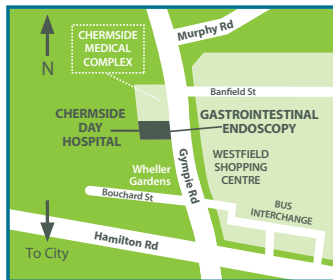 Murphy Rd
CHERMSIDE
MEDICAL
COMPLEX
N
Banfield St
CHERMSIDE
DAY
HOSPITAL
GASTROINTESTINAL
ENDOSCOPY
Gympie Rd
WESTFIELD
SHOPPING
CENTRE
Wheller
Gardens
Bouchard St
BUS
INTERCHANGE
Hamilton Rd
To City